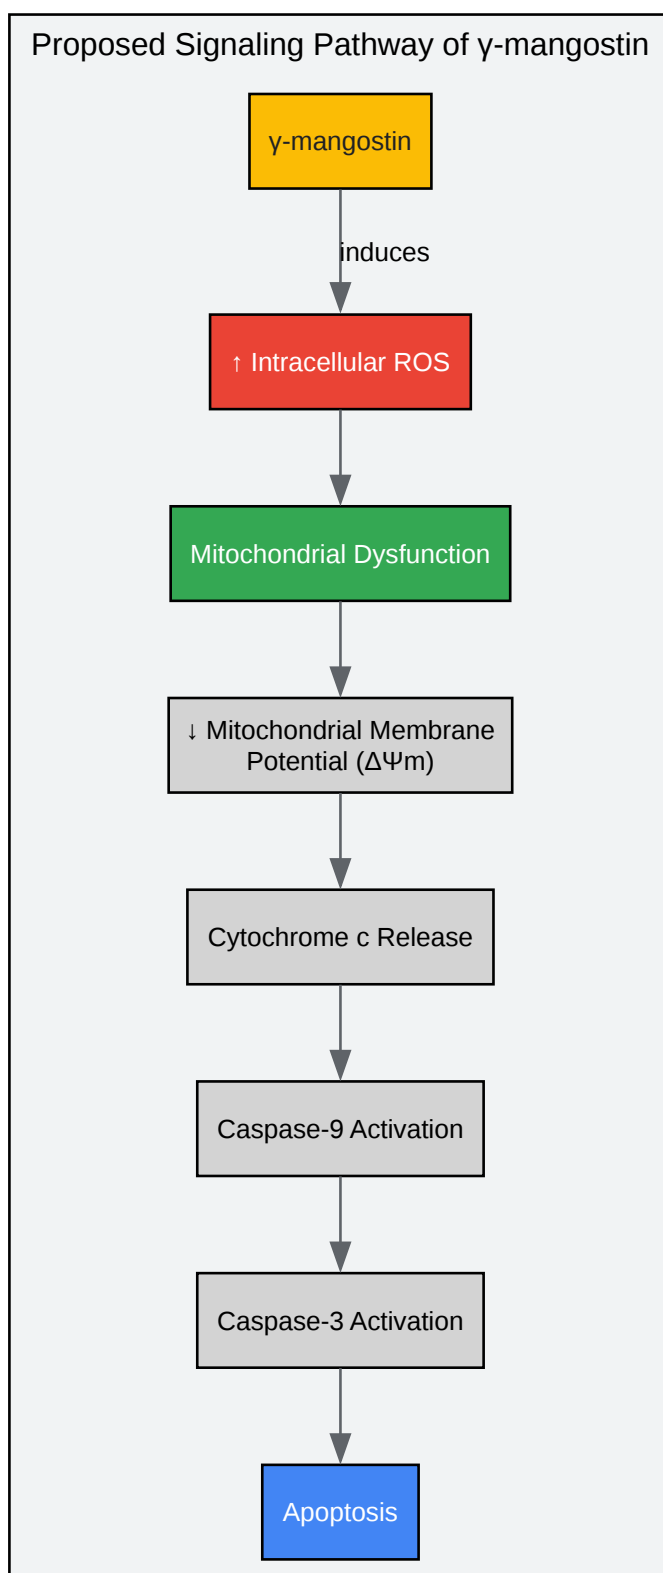 Proposed Signaling Pathway of γ-mangostin
γ-mangostin
induces
↑ Intracellular ROS
Mitochondrial Dysfunction
↓ Mitochondrial Membrane
Potential (ΔΨm)
Cytochrome c Release
Caspase-9 Activation
Caspase-3 Activation
Apoptosis